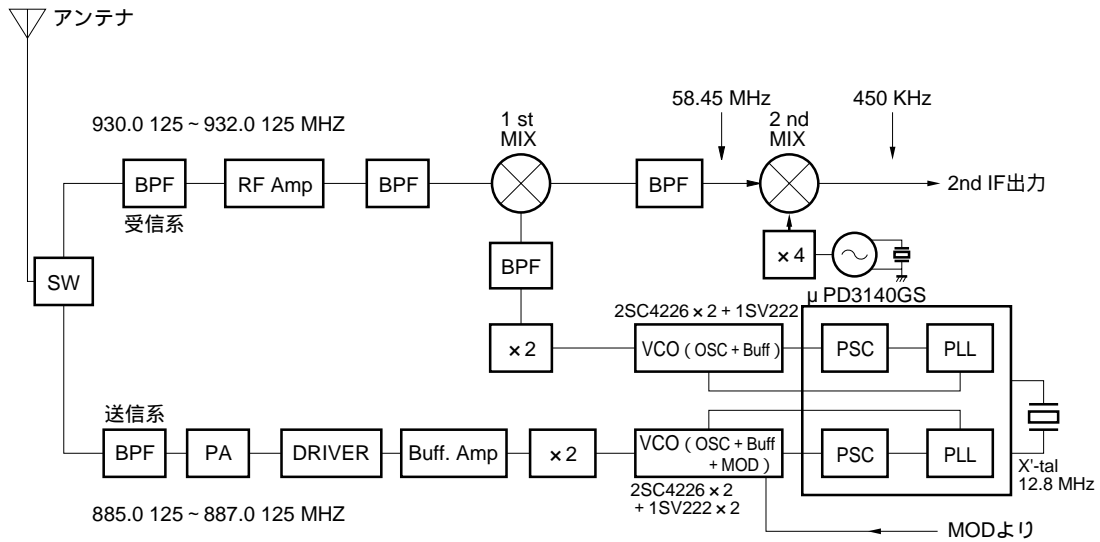 アンテナ
930.0 125 ~ 932.0 125 MHZ
1 st
MIX
58.45 MHz
2 nd
MIX
450 KHz
BPF
RF Amp
BPF
BPF
2nd IF出力
受信系
BPF
×4
SW
μ PD3140GS
2SC4226 × 2 + 1SV222
×2
VCO ( OSC + Buff )
PSC
PLL
送信系
BPF
PA
DRIVER
Buff. Amp
×2
VCO ( OSC + Buff
+ MOD )
PSC
PLL
X'-tal
12.8 MHz
2SC4226 × 2
+ 1SV222 × 2
885.0 125 ~ 887.0 125 MHZ
MODより